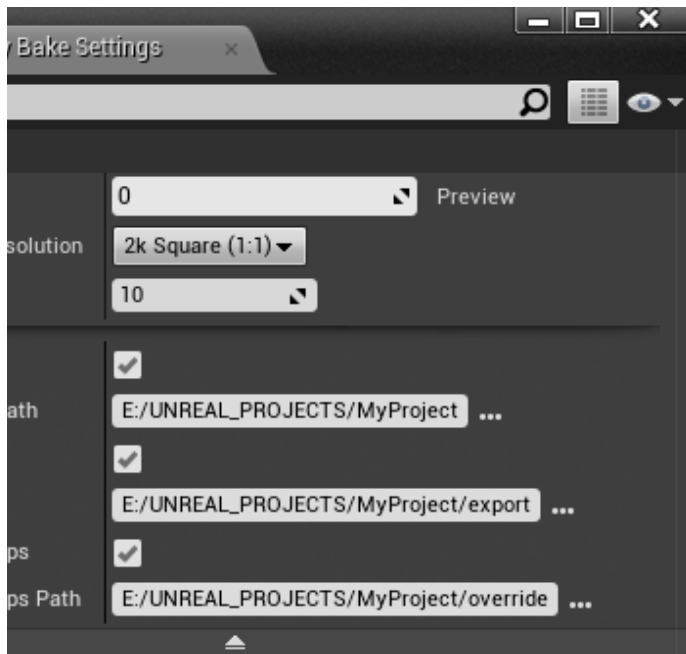 y Bake Settings
0 Preview
solution 2k Square (1:1)
10
ath E:/UNREAL_PROJECTS/MyProject ...
E:/UNREAL_PROJECTS/MyProject/export ...
ps
ps Path E:/UNREAL_PROJECTS/MyProject/override ...